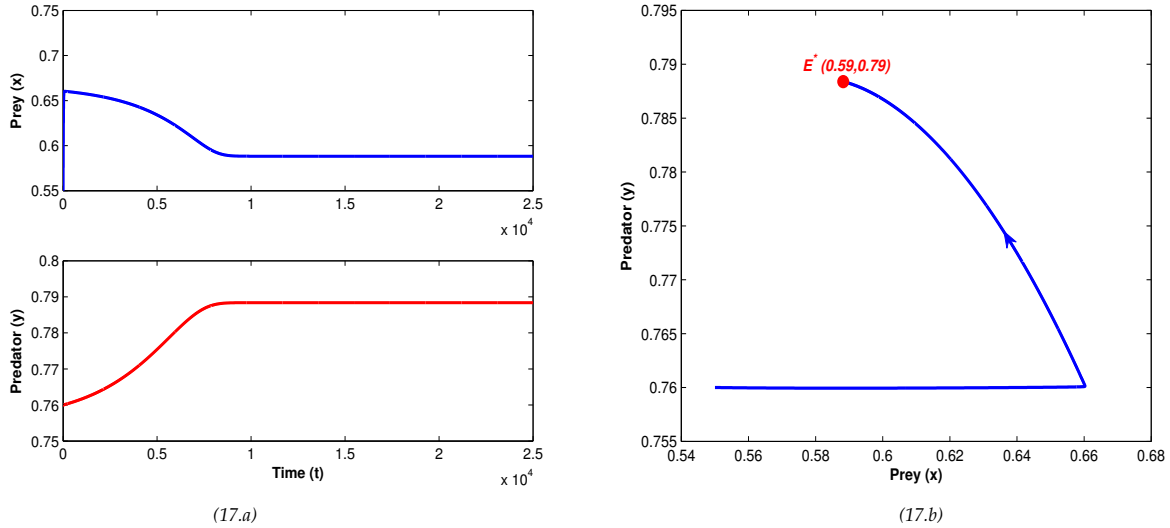 0.75
0.7
0.65
0.6
0.55
Prey (x)
0 0.5 1 1.5 2 2.5
x 10^4
0.8
0.79
0.78
0.77
0.76
0.75
Predator (y)
0 0.5 1 1.5 2 2.5
Time (t)
x 10^4
(17.a)
0.795
0.79
0.785
0.78
0.775
0.77
0.765
0.76
0.755
Predator (y)
E* (0.59,0.79)
0.54 0.56 0.58 0.6 0.62 0.64 0.66 0.68
Prey (x)
(17.b)